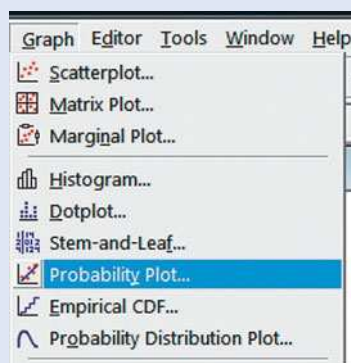 Graph Editor Tools Window Help
Scatterplot...
Matrix Plot...
Marginal Plot...
Histogram...
Dotplot...
Stem-and-Leaf...
Probability Plot...
Empirical CDF...
Probability Distribution Plot...